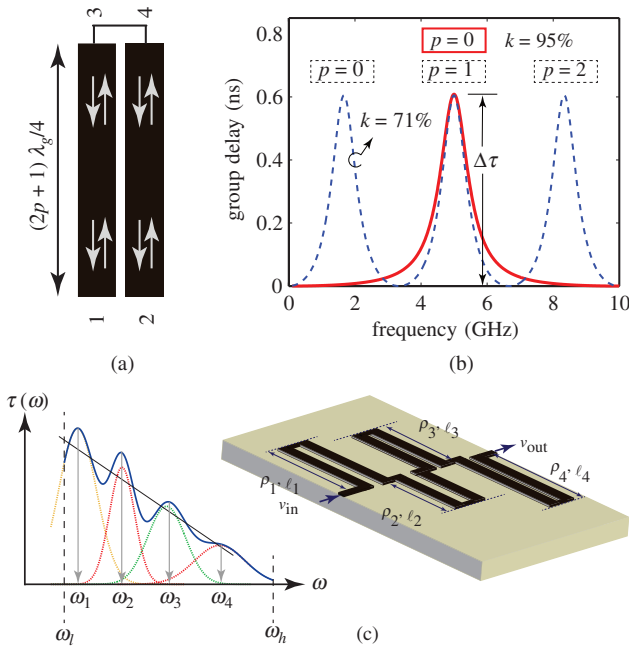 3 4
(2p + 1) λg/4
1 2
(a)
0.8
0.6
0.4
0.2
0
group delay (ns)
p = 0 k = 95%
p = 0 p = 1 p = 2
k = 71%
Δτ
0 2 4 6 8 10
frequency (GHz)
(b)
τ(ω)
ω1 ω2 ω3 ω4 ω
ωl ωh
ρ3, ℓ3
vout
ρ4, ℓ4
ρ1, ℓ1
vin
ρ2, ℓ2
(c)